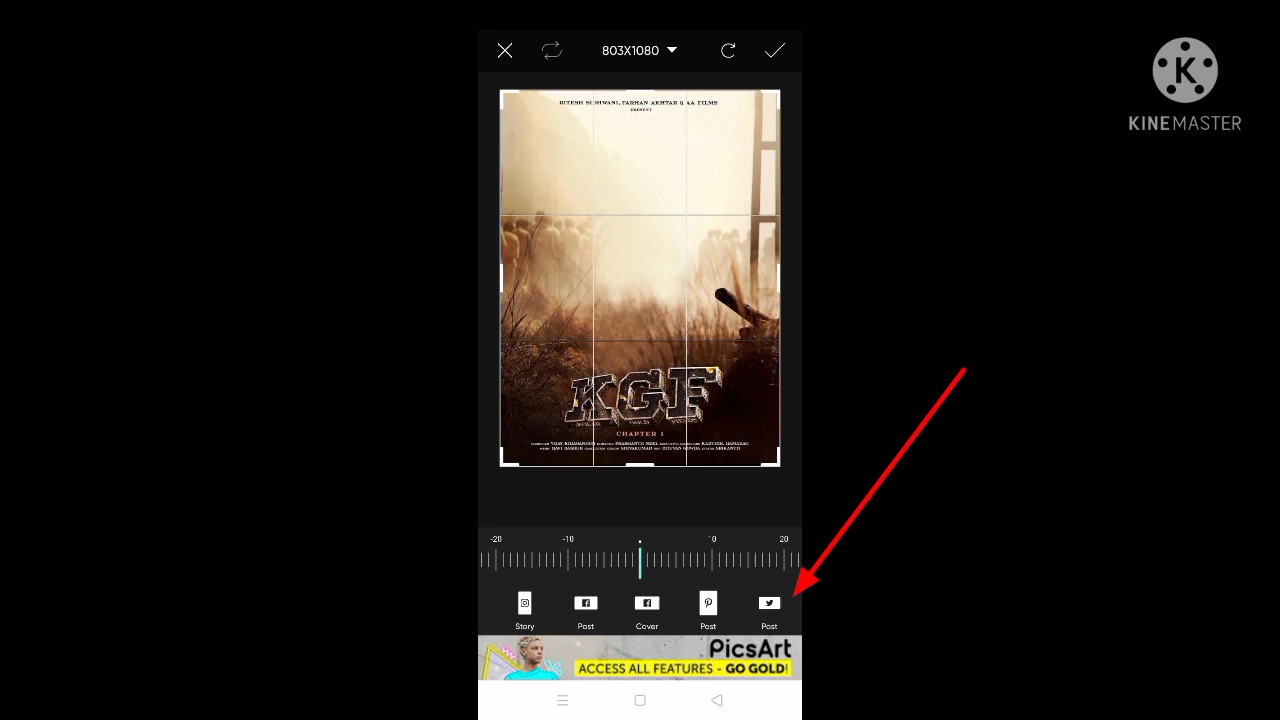 803X1080
K
KINEMASTER
RITESH SIDHWANI, FARHAN AKHTAR & AA FILMS
PRESENT
KGF
CHAPTER 1
-20 -10 10 20
Story Post Cover Post Post
PicsArt
ACCESS ALL FEATURES - GO GOLD!